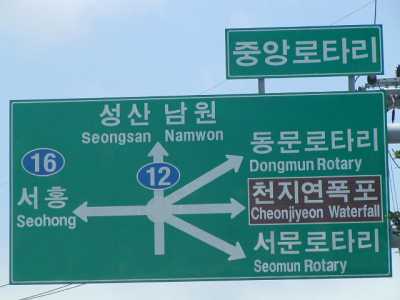 중앙로타리
성산 남원
Seongsan Namwon
동문로타리
Dongmun Rotary
16
12
서홍
Seohong
천지연폭포
Cheonjiyeon Waterfall
서문로타리
Seomun Rotary